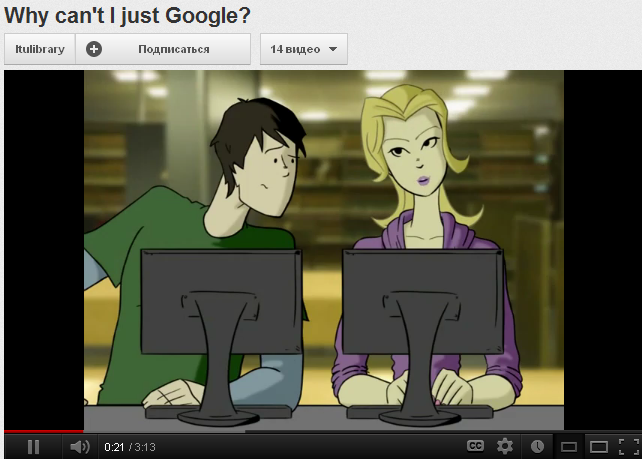 Why can't I just Google?
ltulibrary Подписаться 14 видео
0:21 / 3:13 CC